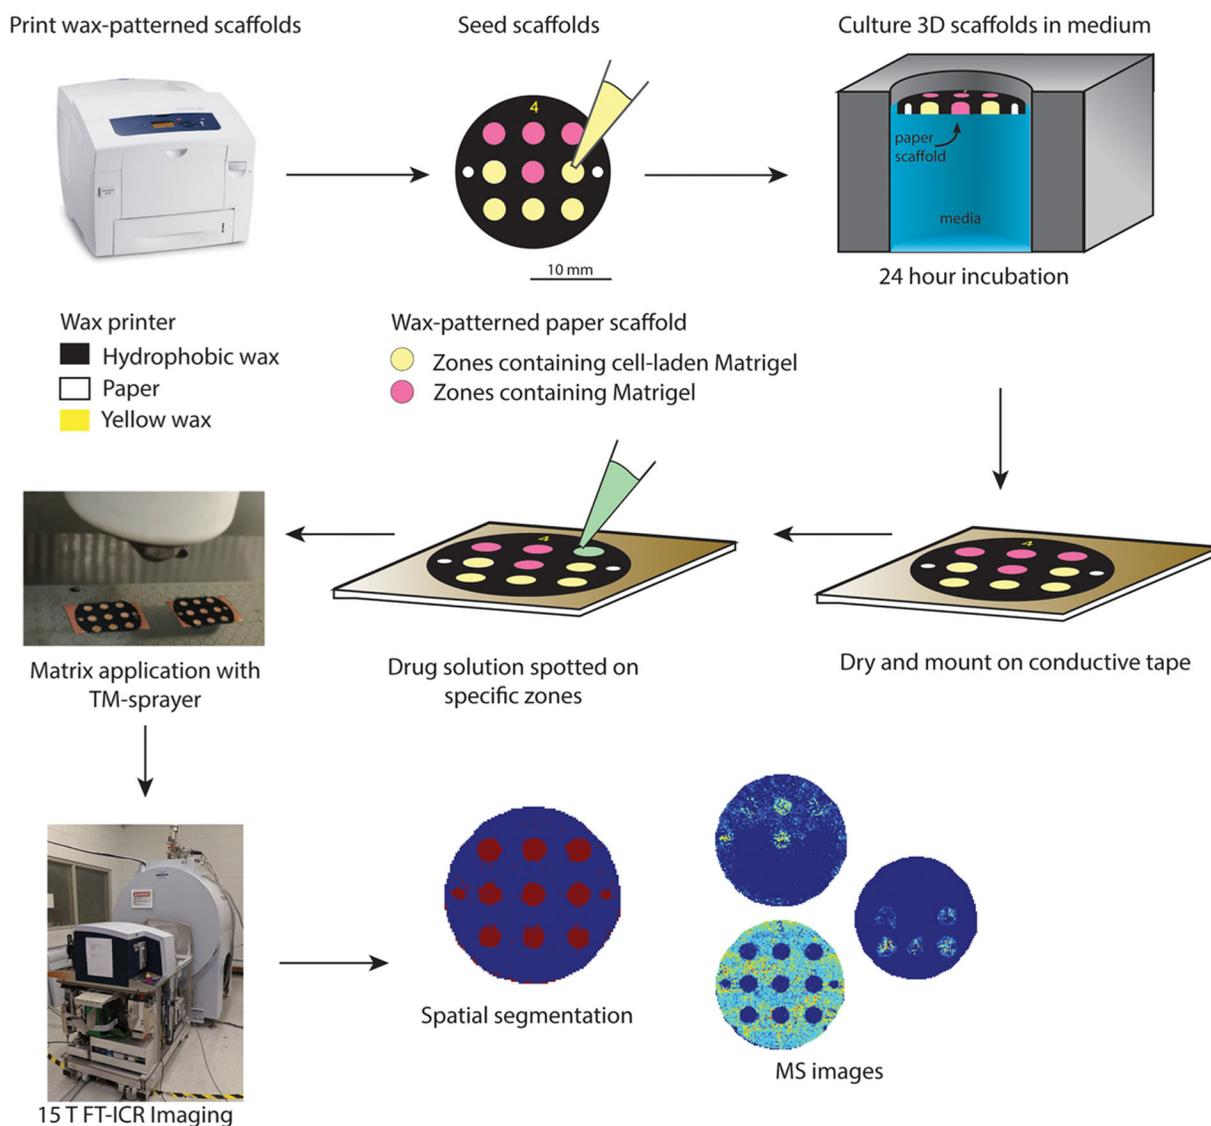 Print wax-patterned scaffolds
Seed scaffolds
Culture 3D scaffolds in medium
4
paper
scaffold
media
10 mm
24 hour incubation
Wax printer
Hydrophobic wax
Paper
Yellow wax
Wax-patterned paper scaffold
Zones containing cell-laden Matrigel
Zones containing Matrigel
4
4
Matrix application with
TM-sprayer
Drug solution spotted on
specific zones
Dry and mount on conductive tape
Spatial segmentation
MS images
15 T FT-ICR Imaging